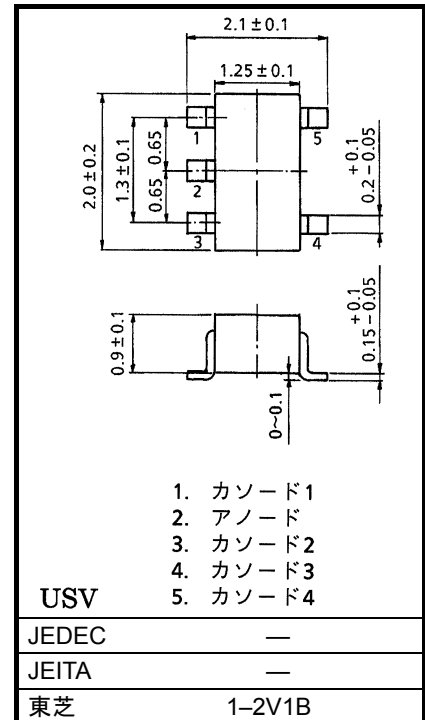 2.1±0.1
1.25±0.1
2.0±0.2
1.3±0.1
0.65
0.65
1
2
3
5
4
+0.1
0.2−0.05
0.9±0.1
0~0.1
+0.1
0.15−0.05
1. カソード1
2. アノード
3. カソード2
4. カソード3
5. カソード4
USV
JEDEC —
JEITA —
東芝 1–2V1B